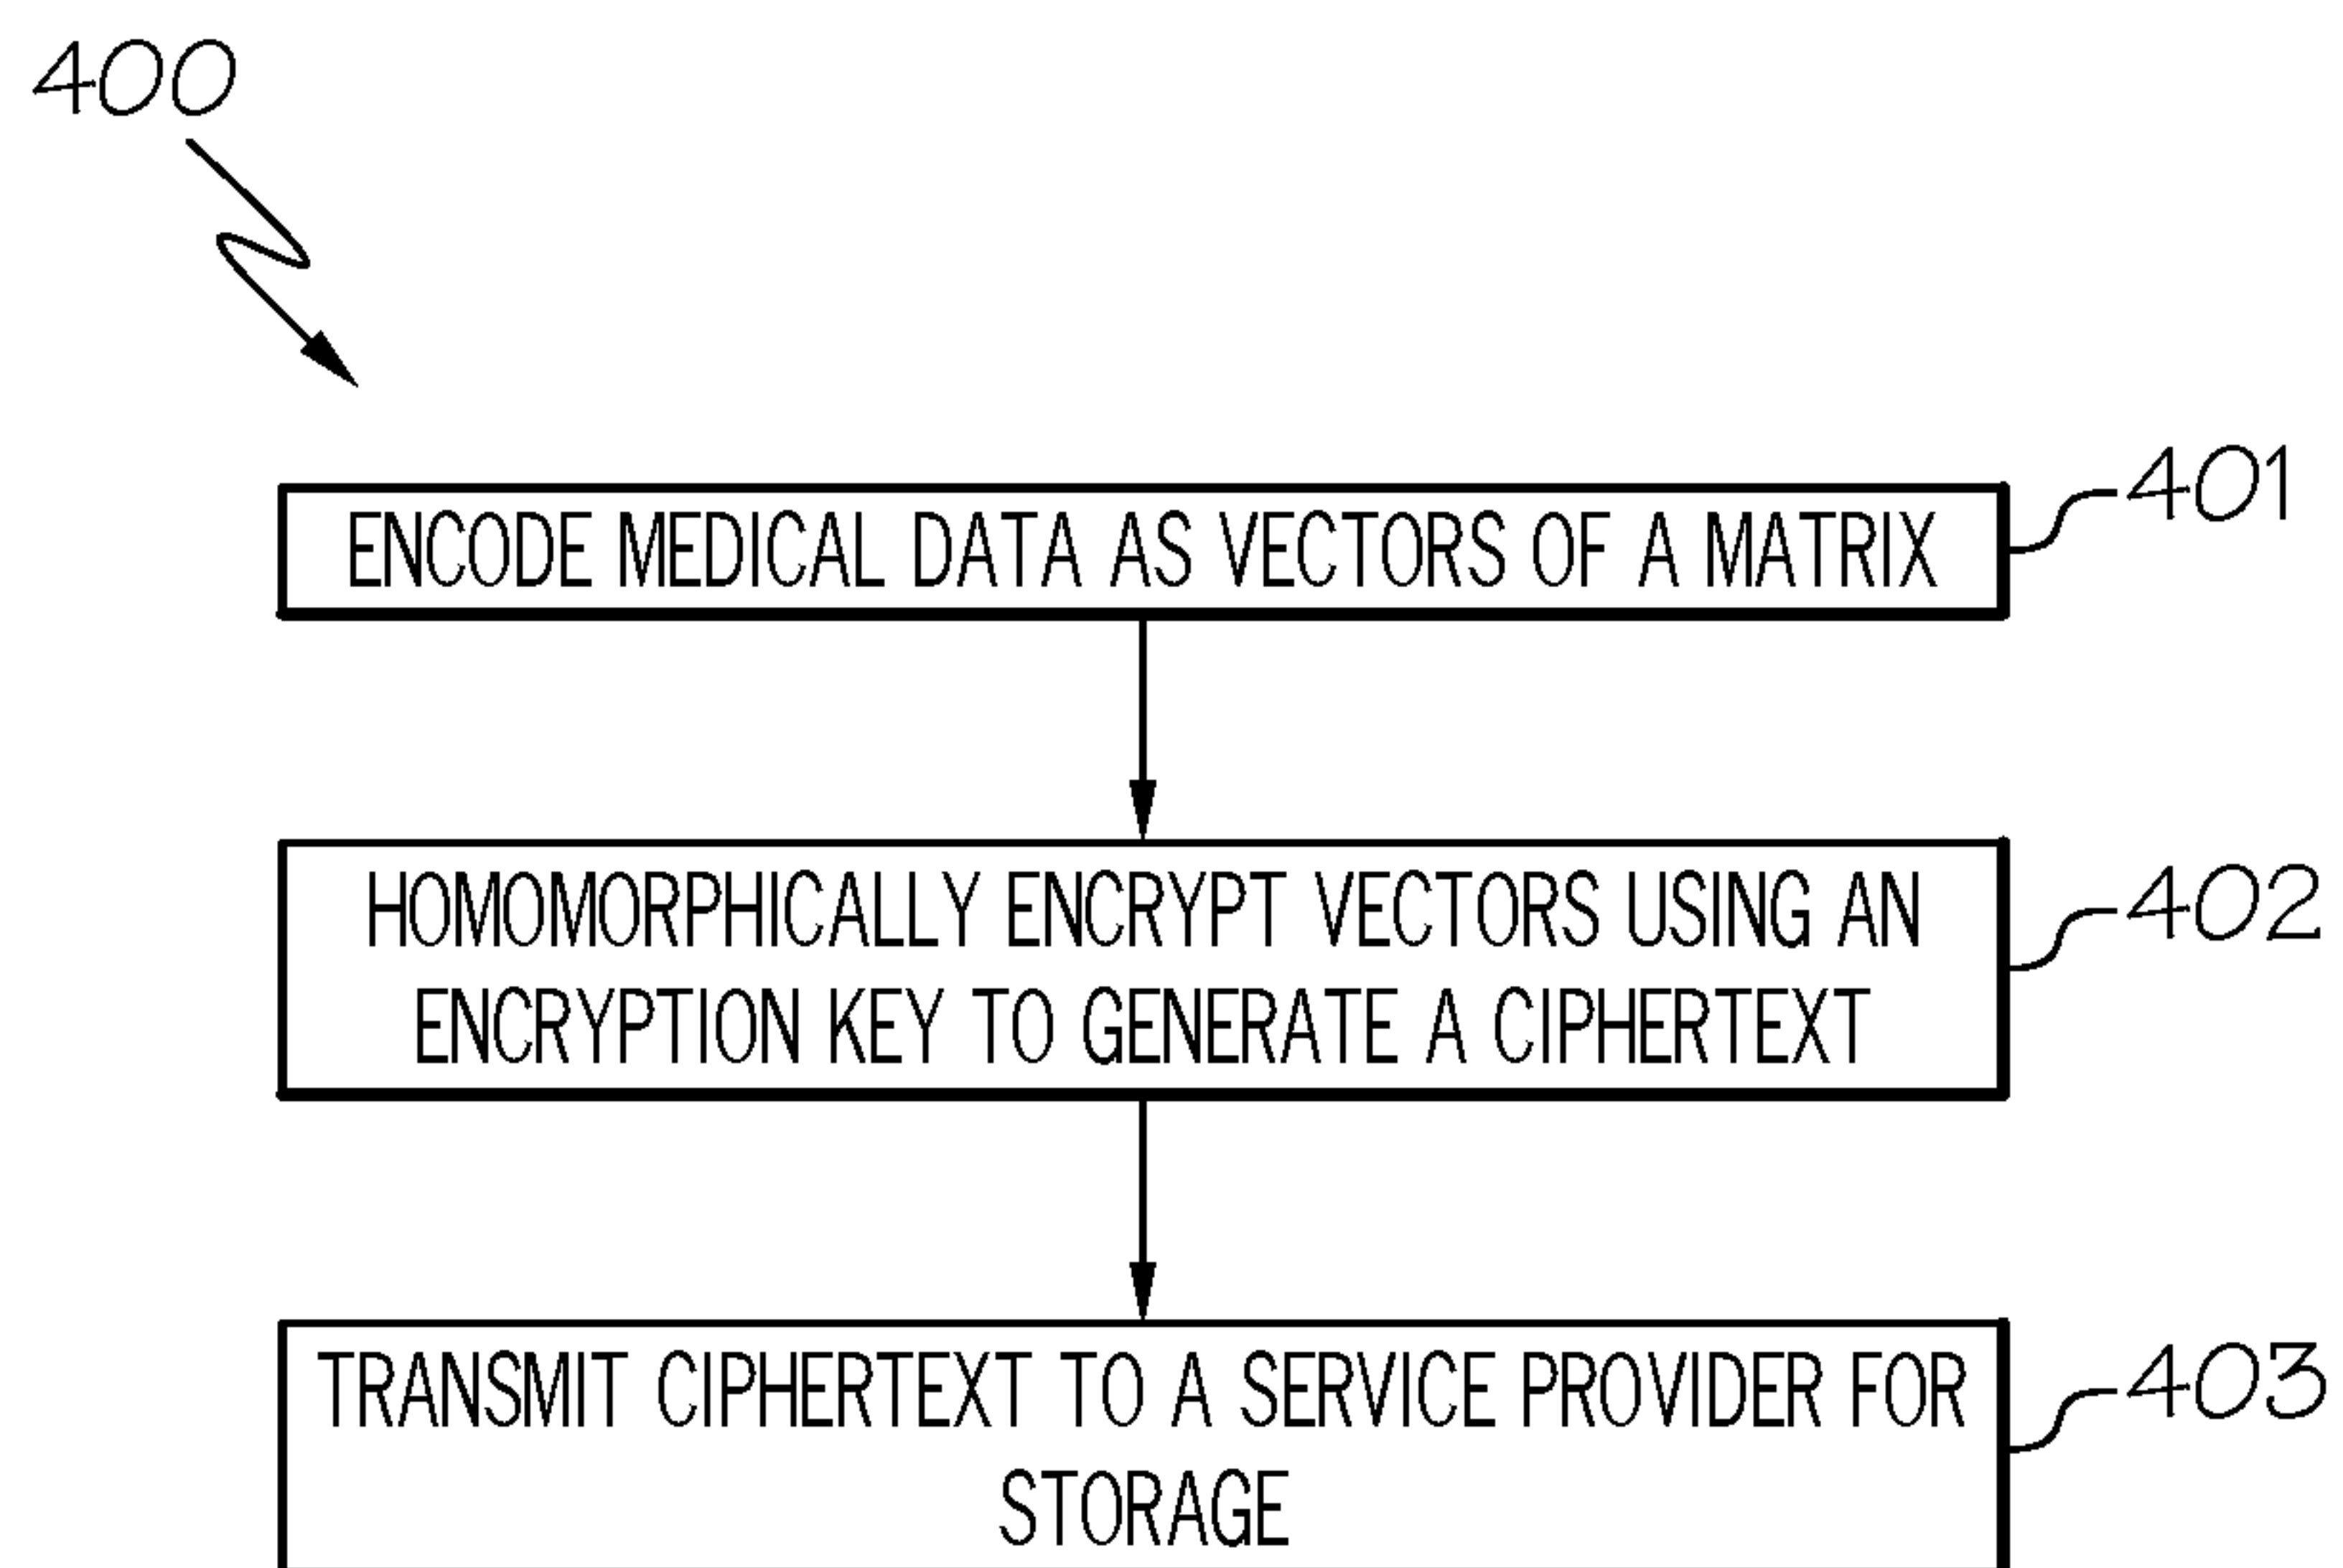 400
ENCODE MEDICAL DATA AS VECTORS OF A MATRIX
401
HOMOMORPHICALLY ENCRYPT VECTORS USING AN
ENCRYPTION KEY TO GENERATE A CIPHERTEXT
402
TRANSMIT CIPHERTEXT TO A SERVICE PROVIDER FOR
STORAGE
403